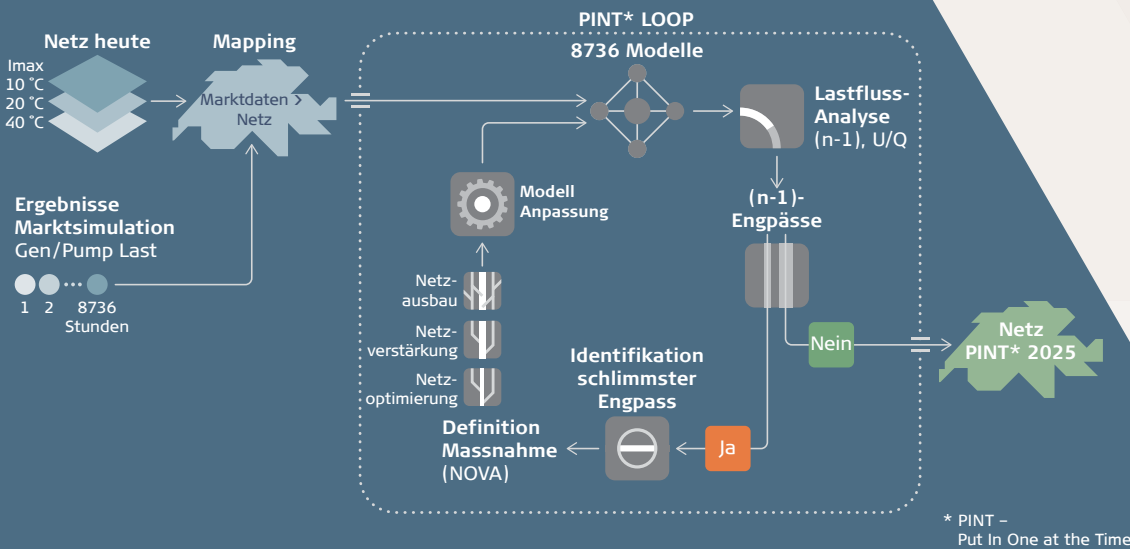 PINT* LOOP
Netz heute
Imax
10 °C
20 °C
40 °C
Mapping
Marktdaten ›
Netz
Ergebnisse
Marktsimulation
Gen/Pump Last
1 2 ••• 8736
Stunden
8736 Modelle
Lastfluss-
Analyse
(n-1), U/Q
(n-1)-
Engpässe
Modell
Anpassung
Netz-
ausbau
Netz-
verstärkung
Netz-
optimierung
Definition
Massnahme
(NOVA)
Identifikation
schlimmster
Engpass
Ja
Nein
Netz
PINT* 2025
* PINT –
Put In One at the Time